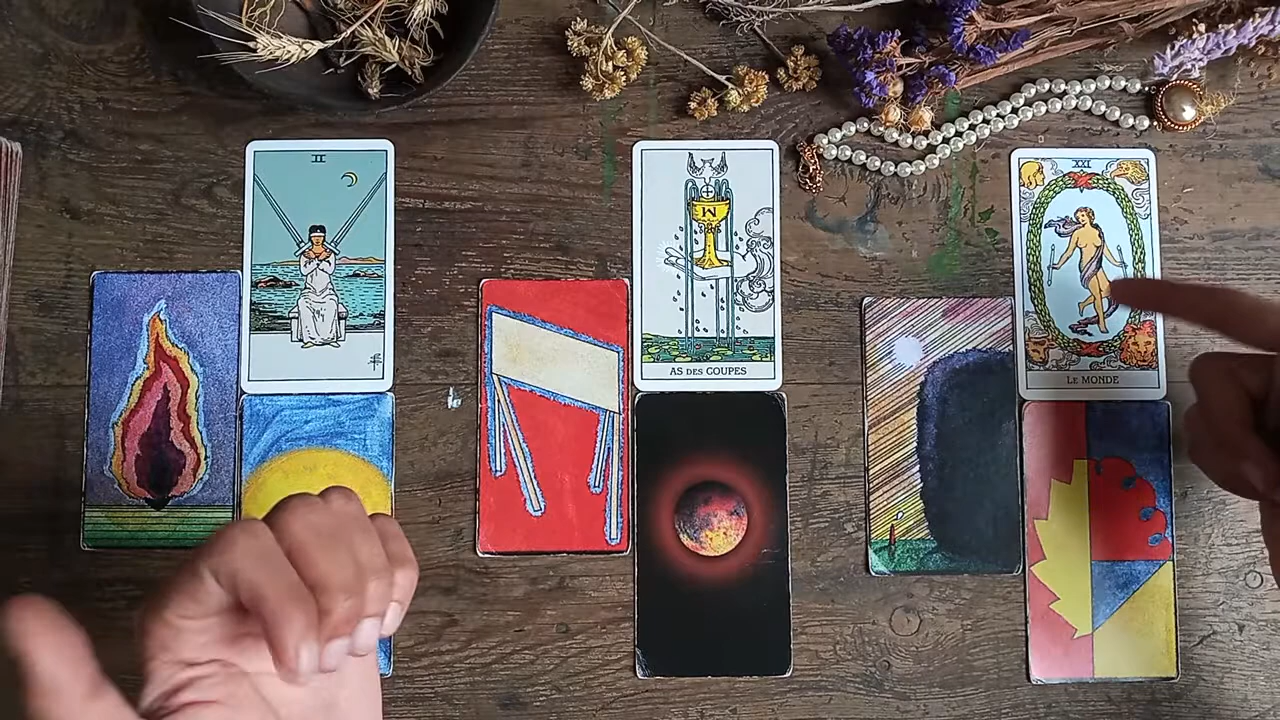 II
AS DES COUPES
XXI
LE MONDE